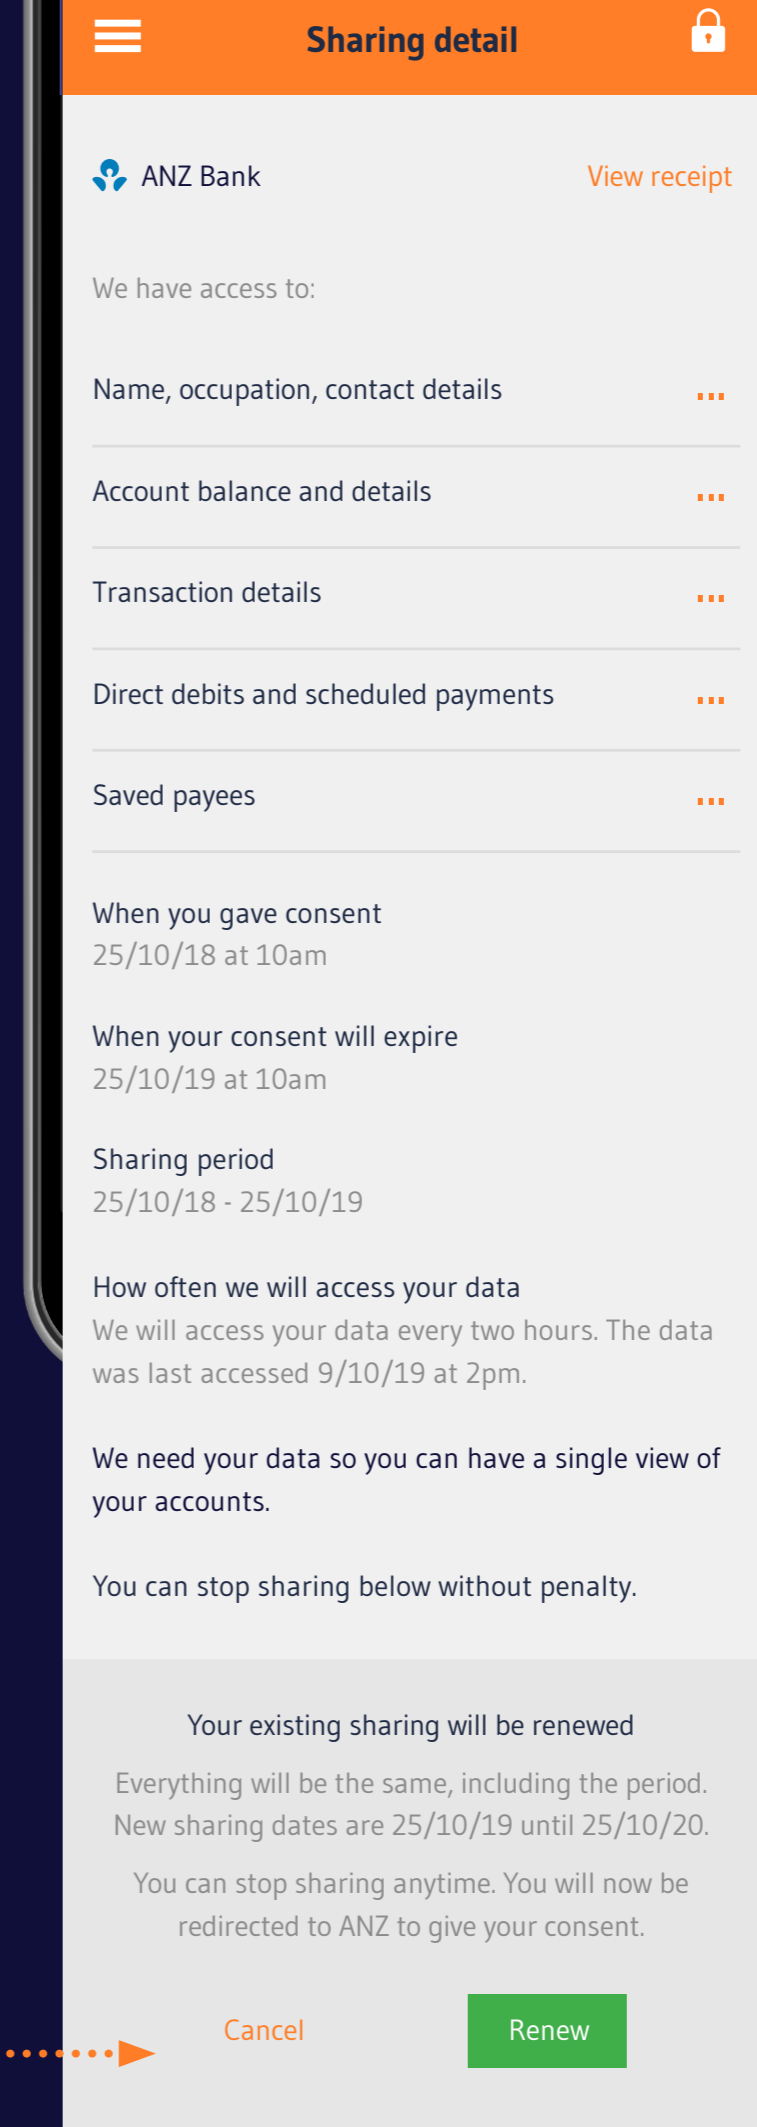 Sharing detail
ANZ Bank
View receipt
We have access to:
Name, occupation, contact details
Account balance and details
Transaction details
Direct debits and scheduled payments
Saved payees
When you gave consent
25/10/18 at 10am
When your consent will expire
25/10/19 at 10am
Sharing period
25/10/18 - 25/10/19
How often we will access your data
We will access your data every two hours. The data
was last accessed 9/10/19 at 2pm.
We need your data so you can have a single view of
your accounts.
You can stop sharing below without penalty.
Your existing sharing will be renewed
Everything will be the same, including the period.
New sharing dates are 25/10/19 until 25/10/20.
You can stop sharing anytime. You will now be
redirected to ANZ to give your consent.
Cancel
Renew